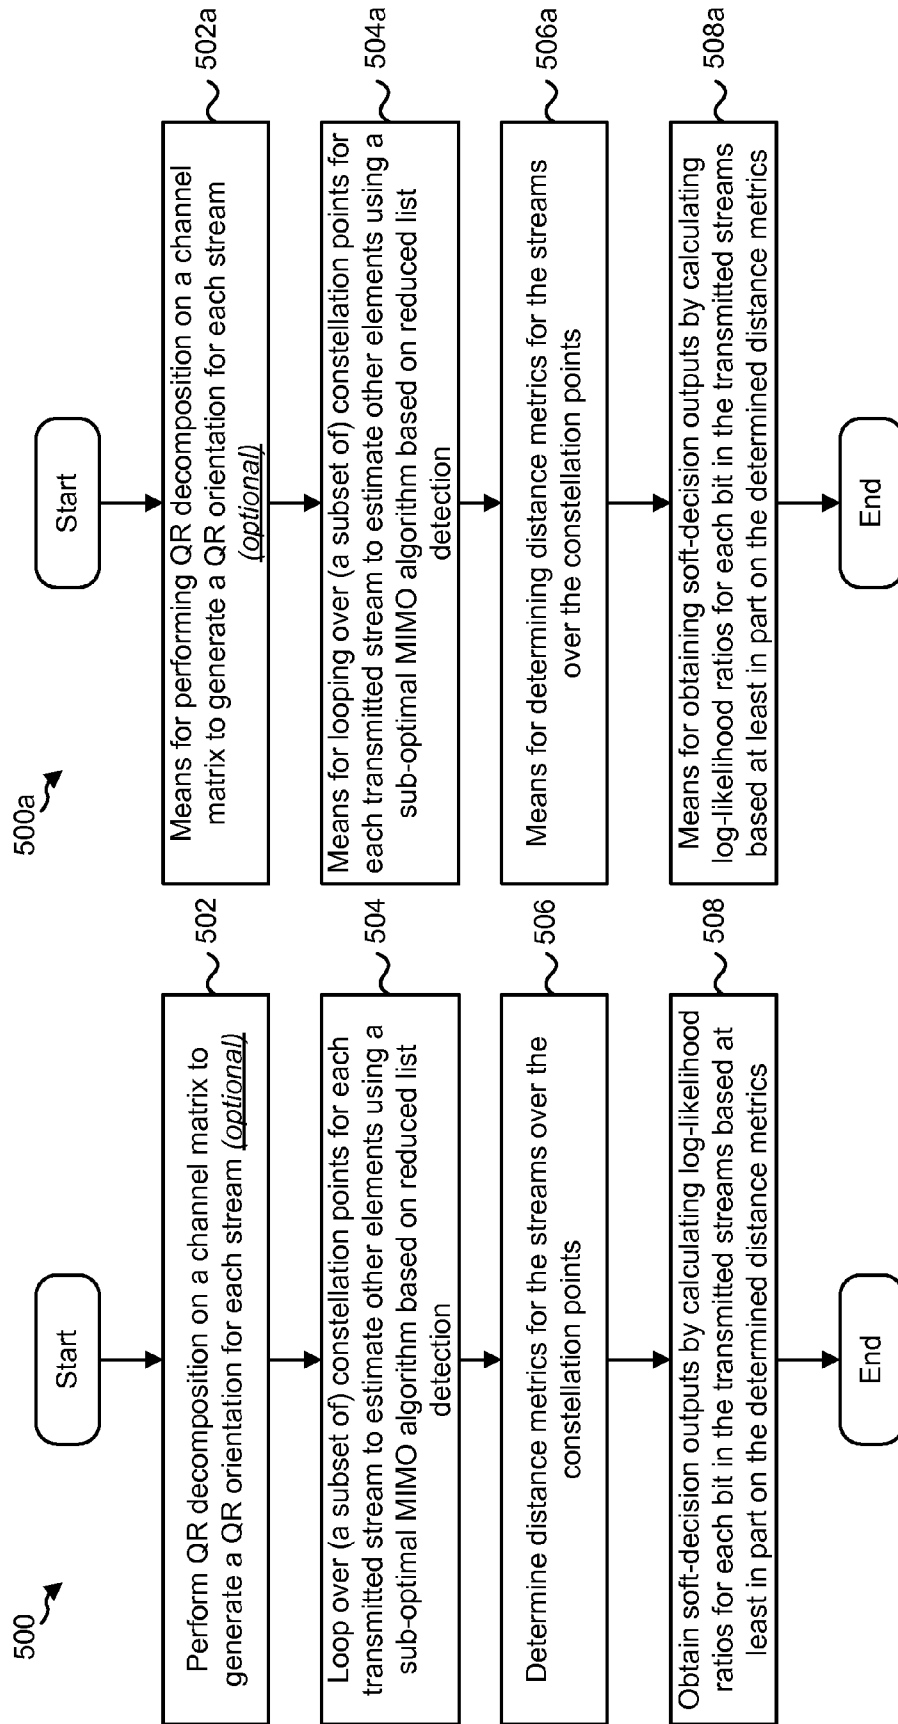 500
Start
Perform QR decomposition on a channel matrix to
generate a QR orientation for each stream (optional)
502
Loop over (a subset of) constellation points for each
transmitted stream to estimate other elements using a
sub-optimal MIMO algorithm based on reduced list
detection
504
Determine distance metrics for the streams over the
constellation points
506
Obtain soft-decision outputs by calculating log-likelihood
ratios for each bit in the transmitted streams based at
least in part on the determined distance metrics
508
End
500a
Start
Means for performing QR decomposition on a channel
matrix to generate a QR orientation for each stream
(optional)
502a
Means for looping over (a subset of) constellation points for
each transmitted stream to estimate other elements using a
sub-optimal MIMO algorithm based on reduced list
detection
504a
Means for determining distance metrics for the streams
over the constellation points
506a
Means for obtaining soft-decision outputs by calculating
log-likelihood ratios for each bit in the transmitted streams
based at least in part on the determined distance metrics
508a
End